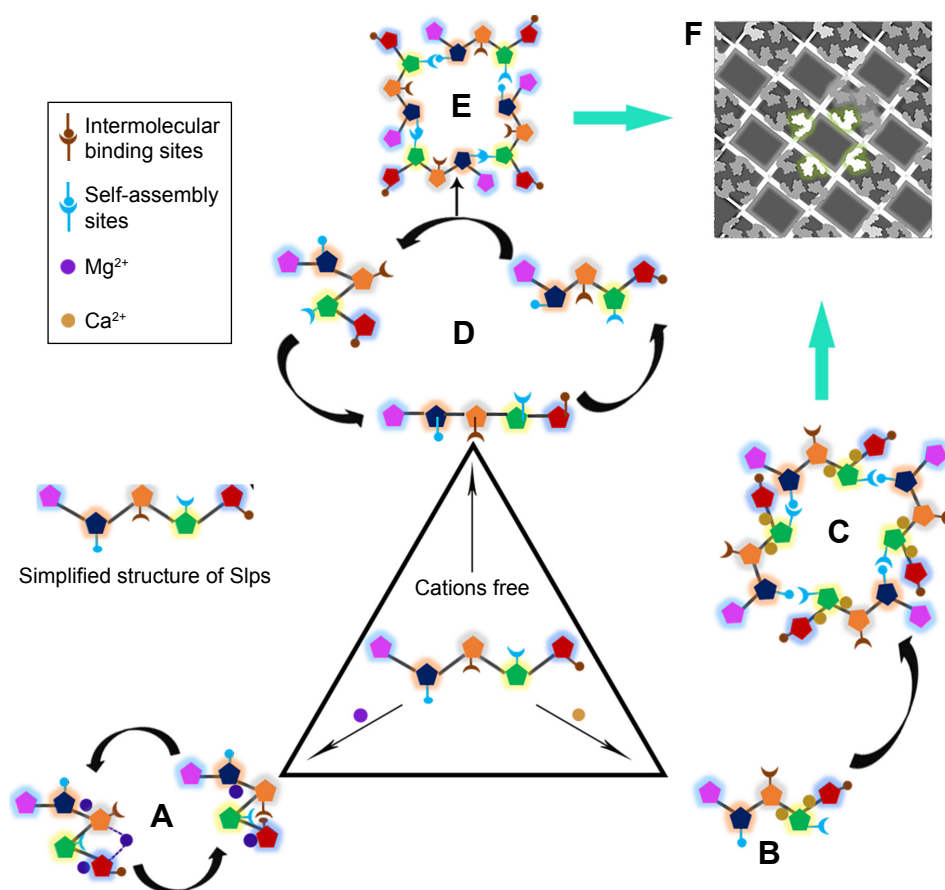 E
F
Intermolecular
binding sites
Self-assembly
sites
Mg²⁺
Ca²⁺
D
Simplified structure of Slps
Cations free
C
A
B